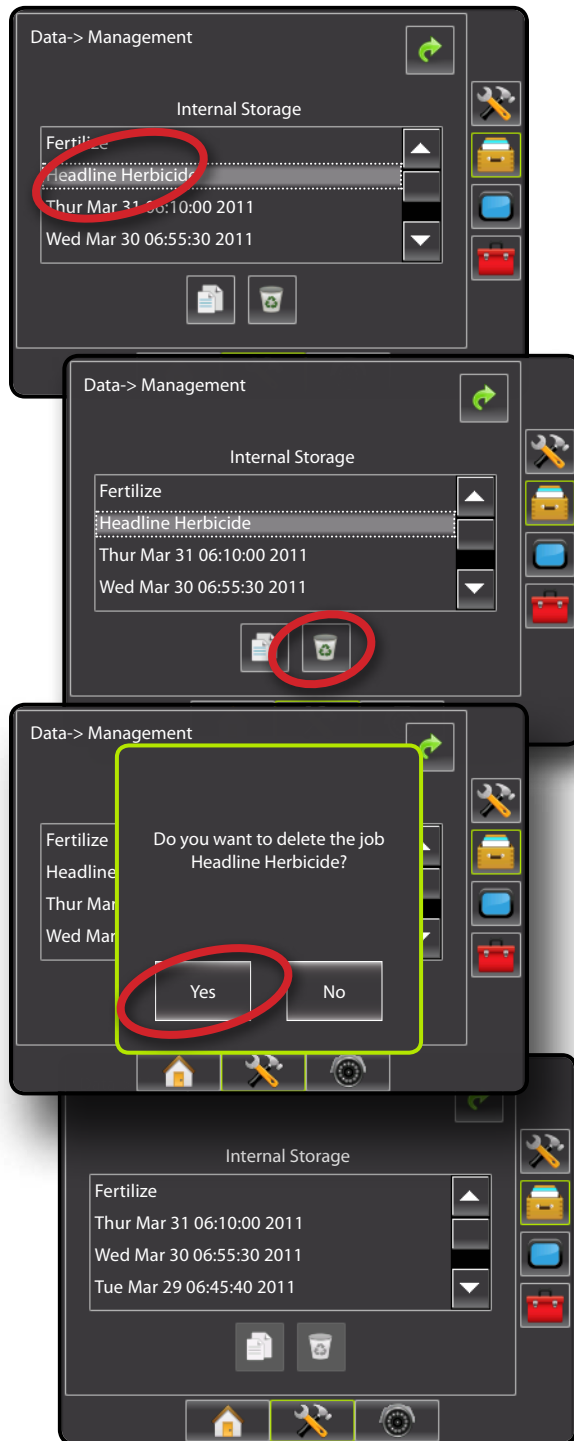 Data-> Management
Internal Storage
Fertilize
Headline Herbicide
Thur Mar 31 06:10:00 2011
Wed Mar 30 06:55:30 2011
Data-> Management
Internal Storage
Fertilize
Headline Herbicide
Thur Mar 31 06:10:00 2011
Wed Mar 30 06:55:30 2011
Data-> Management
Fertilize
Headline
Thur Mar
Wed Mar
Do you want to delete the job
Headline Herbicide?
Yes
No
Internal Storage
Fertilize
Thur Mar 31 06:10:00 2011
Wed Mar 30 06:55:30 2011
Tue Mar 29 06:45:40 2011